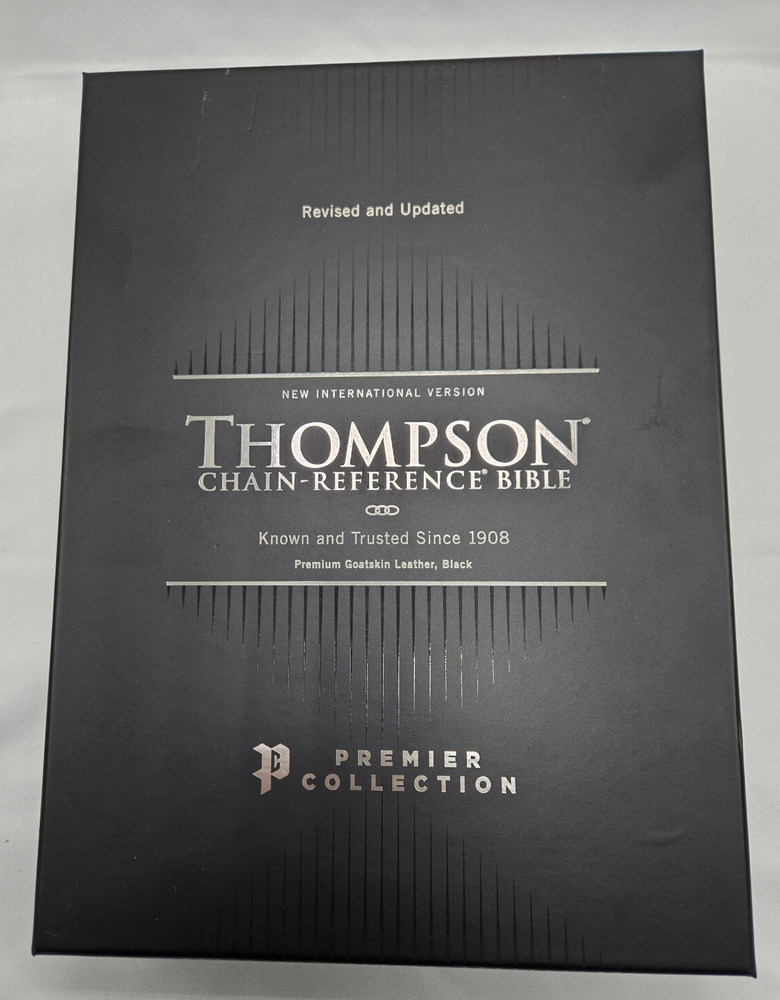 Revised and Updated
NEW INTERNATIONAL VERSION
THOMPSON®
CHAIN-REFERENCE® BIBLE
Known and Trusted Since 1908
Premium Goatskin Leather, Black
PC PREMIER
COLLECTION